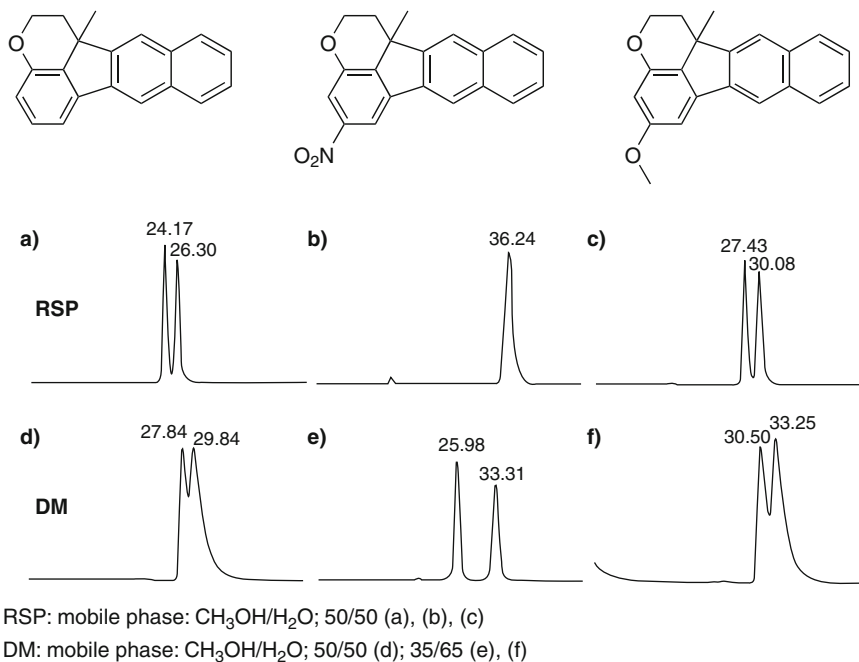 O
O
O
O₂N
O
a)
24.17
26.30
b)
36.24
c)
27.43
30.08
RSP
d)
27.84
29.84
e)
25.98
33.31
f)
30.50
33.25
DM
RSP: mobile phase: CH₃OH/H₂O; 50/50 (a), (b), (c)
DM: mobile phase: CH₃OH/H₂O; 50/50 (d); 35/65 (e), (f)